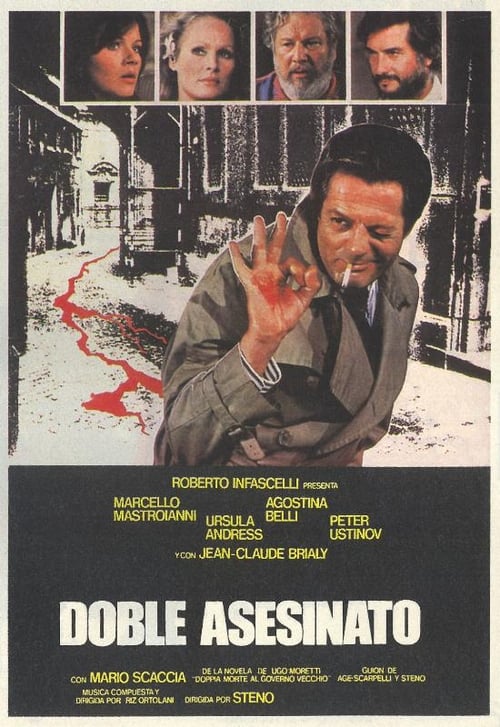 ROBERTO INFASCELLI PRESENTA
MARCELLO MASTROIANNI
URSULA ANDRESS
AGOSTINA BELLI
PETER USTINOV
Y CON JEAN-CLAUDE BRIALY
DOBLE ASESINATO
CON MARIO SCACCIA
DE LA NOVELA DE UGO MORETTI
"DOPPIA MORTE AL GOVERNO VECCHIO"
GUION DE
AGE-SCARPELLI Y STENO
MUSICA COMPUESTA Y
DIRIGIDA POR RIZ ORTOLANI
DIRIGIDA POR STENO